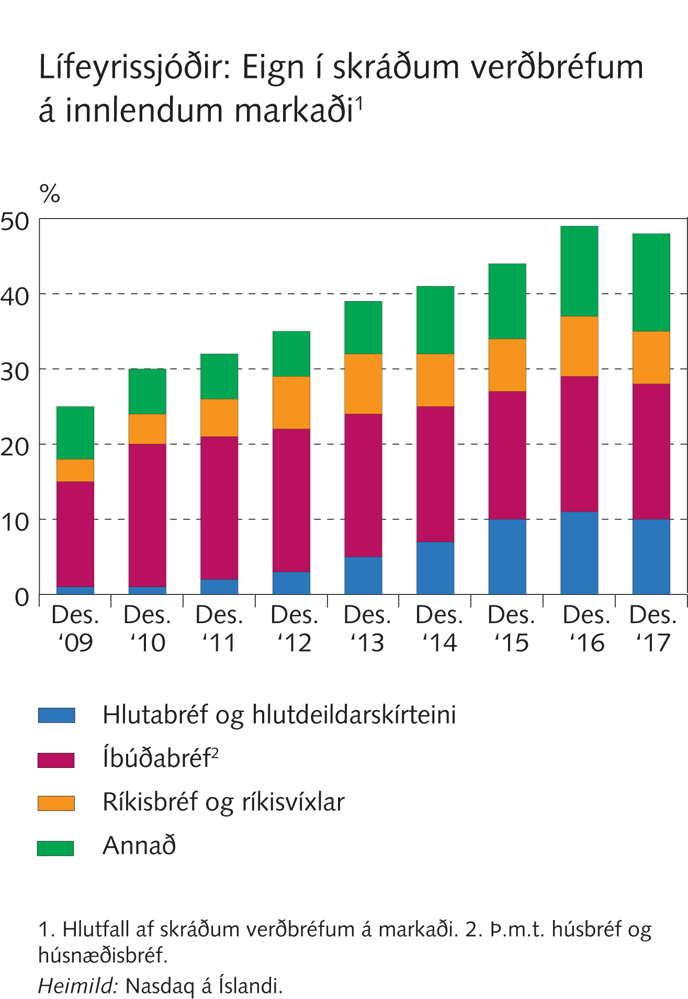 Lífeyrissjóðir: Eign í skráðum verðbréfum
á innlendum markaði¹
%
50
40
30
20
10
0
Des. Des. Des. Des. Des. Des. Des. Des. Des.
‘09 ‘10 ‘11 ‘12 ‘13 ‘14 ‘15 ‘16 ‘17
Hlutabréf og hlutdeildarskírteini
Íbúðabréf²
Ríkisbréf og ríkisvíxlar
Annað
1. Hlutfall af skráðum verðbréfum á markaði. 2. Þ.m.t. húsbréf og
húsnæðisbréf.
Heimild: Nasdaq á Íslandi.